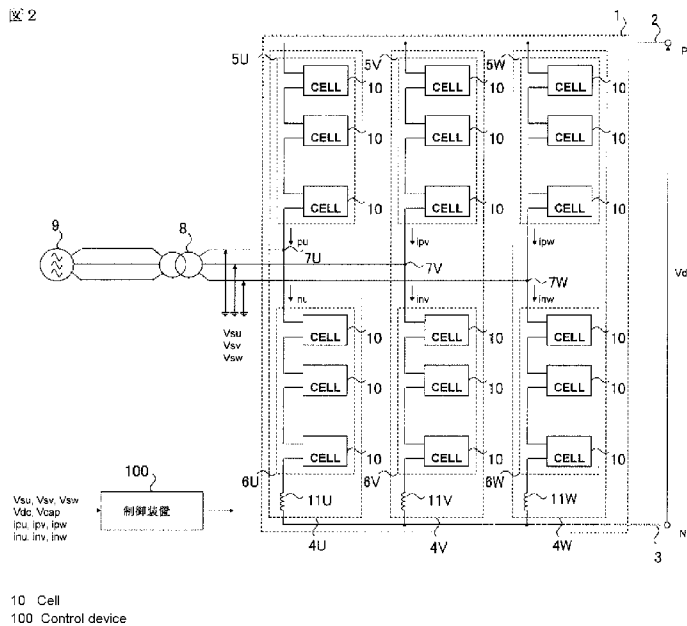 図2
1
2
P
5U
5V
5W
CELL 10 CELL 10 CELL 10
CELL 10 CELL 10 CELL 10
CELL 10 CELL 10 CELL 10
9
8
ipu ipv ipw
7U
7V
7W
Vdc
inu inv inw
Vsu
Vsv
Vsw
CELL 10 CELL 10 CELL 10
CELL 10 CELL 10 CELL 10
CELL 10 CELL 10 CELL 10
100
6U
6V
6W
Vsu, Vsv, Vsw
Vdc, Vcap
ipu, ipv, ipw
inu, inv, inw
制御装置
11U 11V 11W
N
4U
4V
4W
3
10 Cell
100 Control device